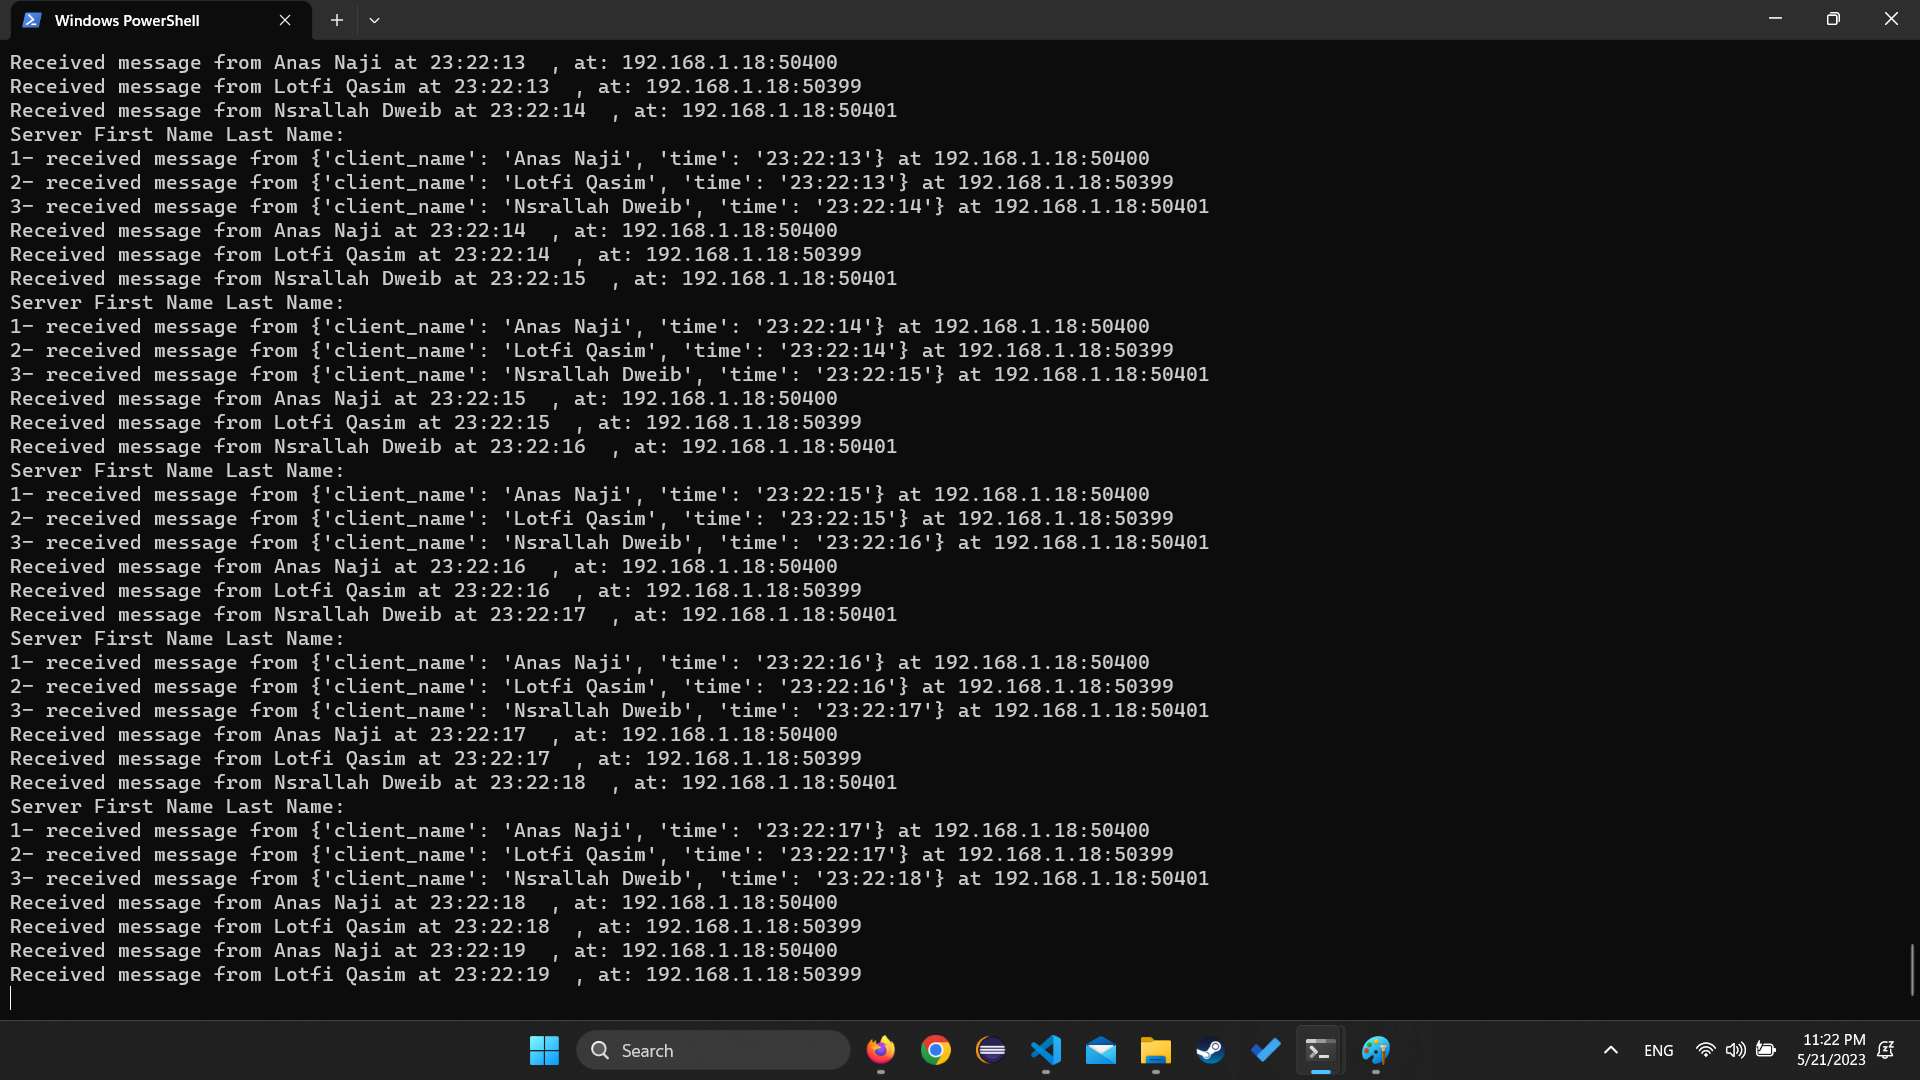 Windows PowerShell
Received message from Anas Naji at 23:22:13  , at: 192.168.1.18:50400
Received message from Lotfi Qasim at 23:22:13  , at: 192.168.1.18:50399
Received message from Nsrallah Dweib at 23:22:14  , at: 192.168.1.18:50401
Server First Name Last Name:
1- received message from {'client_name': 'Anas Naji', 'time': '23:22:13'} at 192.168.1.18:50400
2- received message from {'client_name': 'Lotfi Qasim', 'time': '23:22:13'} at 192.168.1.18:50399
3- received message from {'client_name': 'Nsrallah Dweib', 'time': '23:22:14'} at 192.168.1.18:50401
Received message from Anas Naji at 23:22:14  , at: 192.168.1.18:50400
Received message from Lotfi Qasim at 23:22:14  , at: 192.168.1.18:50399
Received message from Nsrallah Dweib at 23:22:15  , at: 192.168.1.18:50401
Server First Name Last Name:
1- received message from {'client_name': 'Anas Naji', 'time': '23:22:14'} at 192.168.1.18:50400
2- received message from {'client_name': 'Lotfi Qasim', 'time': '23:22:14'} at 192.168.1.18:50399
3- received message from {'client_name': 'Nsrallah Dweib', 'time': '23:22:15'} at 192.168.1.18:50401
Received message from Anas Naji at 23:22:15  , at: 192.168.1.18:50400
Received message from Lotfi Qasim at 23:22:15  , at: 192.168.1.18:50399
Received message from Nsrallah Dweib at 23:22:16  , at: 192.168.1.18:50401
Server First Name Last Name:
1- received message from {'client_name': 'Anas Naji', 'time': '23:22:15'} at 192.168.1.18:50400
2- received message from {'client_name': 'Lotfi Qasim', 'time': '23:22:15'} at 192.168.1.18:50399
3- received message from {'client_name': 'Nsrallah Dweib', 'time': '23:22:16'} at 192.168.1.18:50401
Received message from Anas Naji at 23:22:16  , at: 192.168.1.18:50400
Received message from Lotfi Qasim at 23:22:16  , at: 192.168.1.18:50399
Received message from Nsrallah Dweib at 23:22:17  , at: 192.168.1.18:50401
Server First Name Last Name:
1- received message from {'client_name': 'Anas Naji', 'time': '23:22:16'} at 192.168.1.18:50400
2- received message from {'client_name': 'Lotfi Qasim', 'time': '23:22:16'} at 192.168.1.18:50399
3- received message from {'client_name': 'Nsrallah Dweib', 'time': '23:22:17'} at 192.168.1.18:50401
Received message from Anas Naji at 23:22:17  , at: 192.168.1.18:50400
Received message from Lotfi Qasim at 23:22:17  , at: 192.168.1.18:50399
Received message from Nsrallah Dweib at 23:22:18  , at: 192.168.1.18:50401
Server First Name Last Name:
1- received message from {'client_name': 'Anas Naji', 'time': '23:22:17'} at 192.168.1.18:50400
2- received message from {'client_name': 'Lotfi Qasim', 'time': '23:22:17'} at 192.168.1.18:50399
3- received message from {'client_name': 'Nsrallah Dweib', 'time': '23:22:18'} at 192.168.1.18:50401
Received message from Anas Naji at 23:22:18  , at: 192.168.1.18:50400
Received message from Lotfi Qasim at 23:22:18  , at: 192.168.1.18:50399
Received message from Anas Naji at 23:22:19  , at: 192.168.1.18:50400
Received message from Lotfi Qasim at 23:22:19  , at: 192.168.1.18:50399
Search
ENG
11:22 PM
5/21/2023